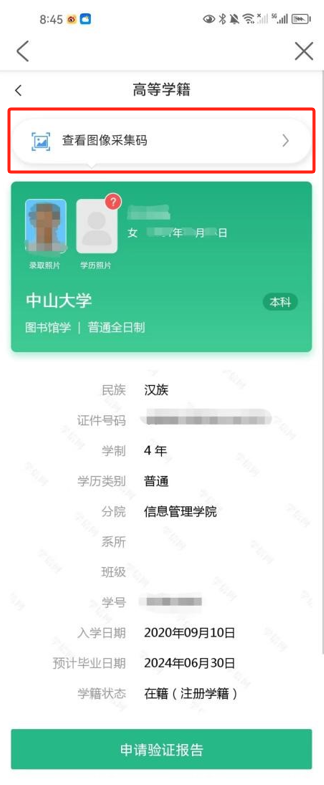 8:45
高等学籍
查看图像采集码
?
女 年 月 日
录取照片 学历照片
中山大学 本科
图书馆学 | 普通全日制
民族 汉族
证件号码
学制 4 年
学历类别 普通
分院 信息管理学院
系所
班级
学号
入学日期 2020年09月10日
预计毕业日期 2024年06月30日
学籍状态 在籍（注册学籍）
申请验证报告